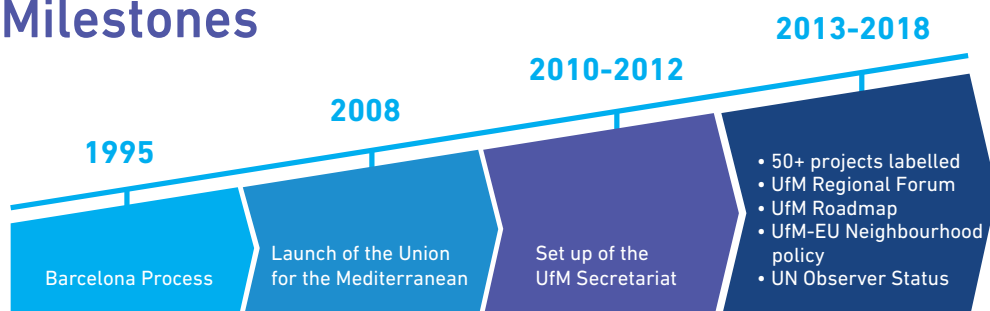 Milestones
1995
Barcelona Process
2008
Launch of the Union
for the Mediterranean
2010-2012
Set up of the
UfM Secretariat
2013-2018
• 50+ projects labelled
• UfM Regional Forum
• UfM Roadmap
• UfM-EU Neighbourhood
policy
• UN Observer Status